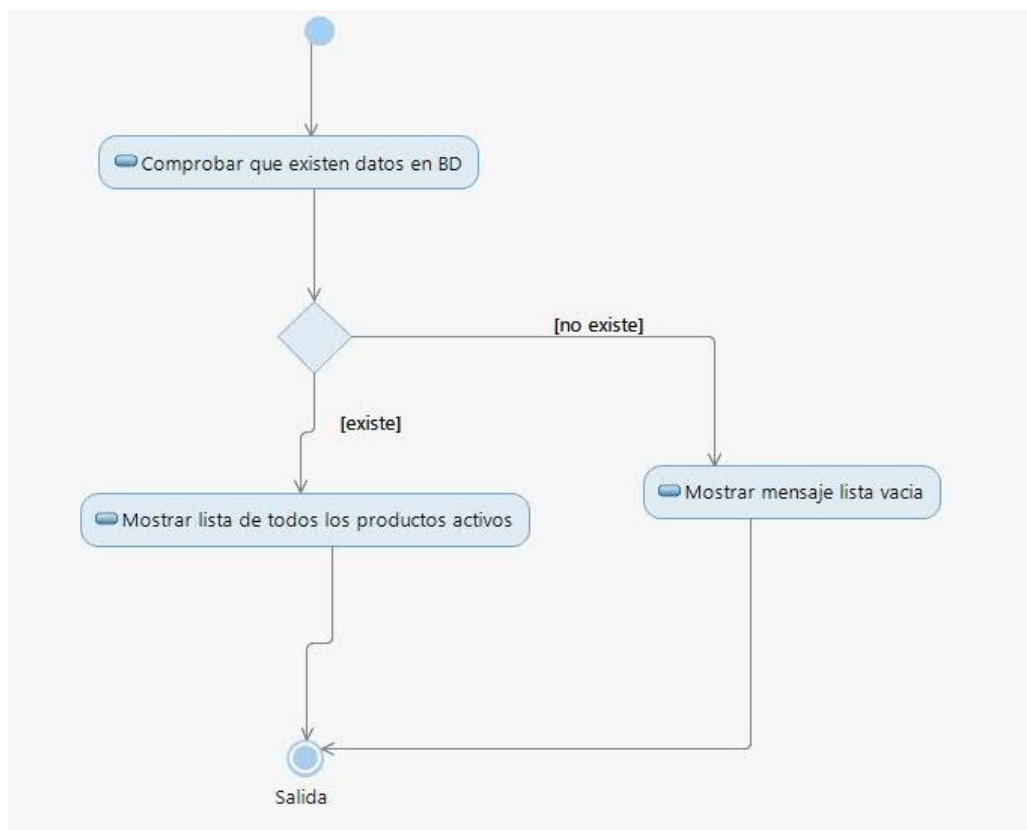 Comprobar que existen datos en BD
[no existe]
[existe]
Mostrar mensaje lista vacia
Mostrar lista de todos los productos activos
Salida